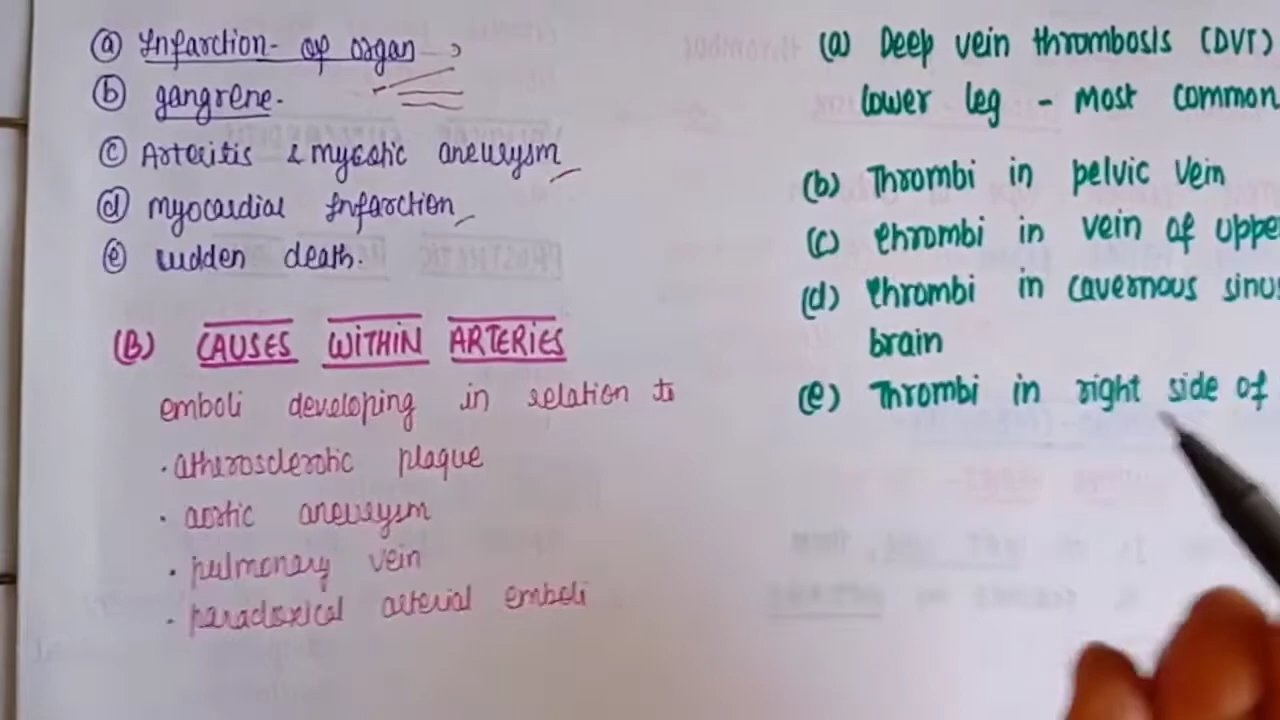 (a) Infarction- of organ
(b) gangrene.
(c) Arteritis & mycotic aneurysm
(d) myocardial Infarction
(e) sudden death.
(B) CAUSES WITHIN ARTERIES
emboli developing in relation to
• atherosclerotic plaque
• aortic aneurysm
• pulmonary vein
• paradoxical arterial emboli
(a) Deep vein thrombosis (DVT)
lower leg - most common
(b) Thrombi in pelvic vein
(c) thrombi in vein of uppe
(d) thrombi in cavernous sinus
brain
(e) Thrombi in right side of